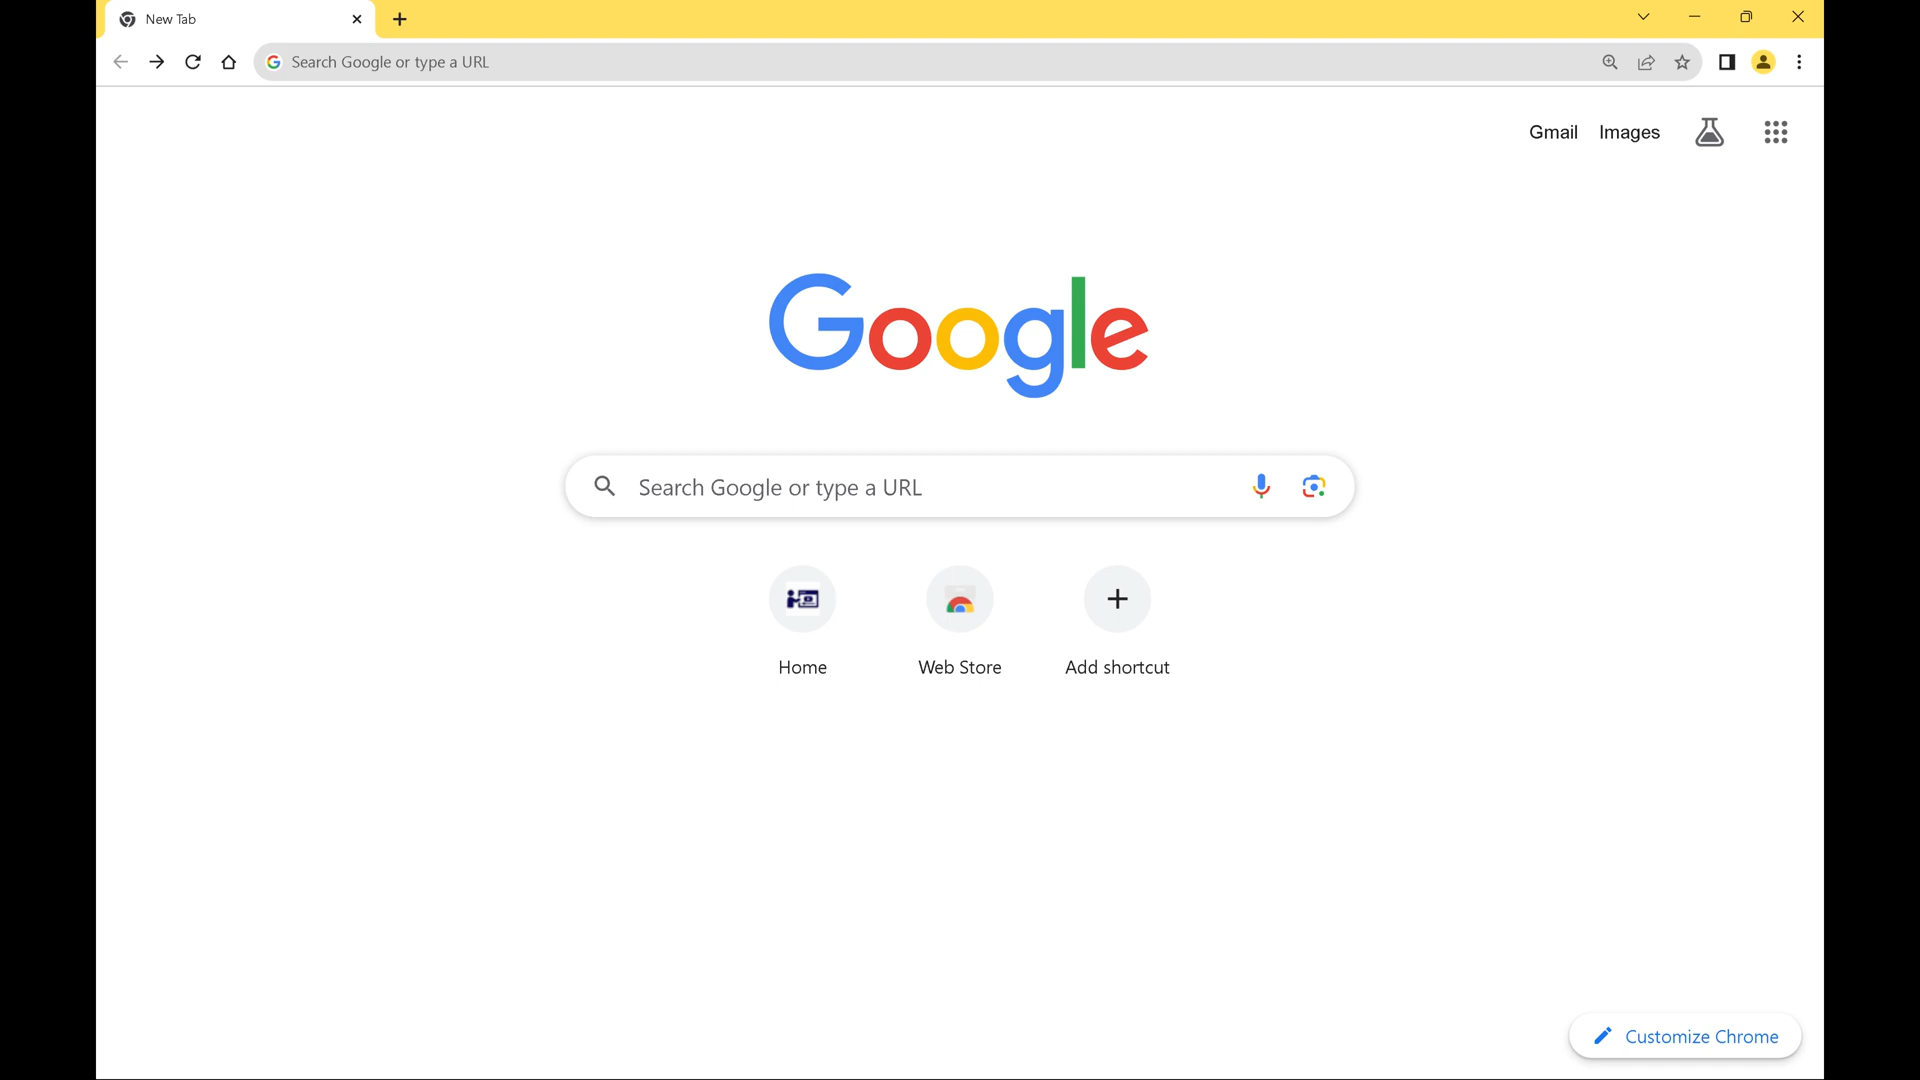 New Tab
Search Google or type a URL
Gmail Images
Google
Search Google or type a URL
Home Web Store Add shortcut
Customize Chrome